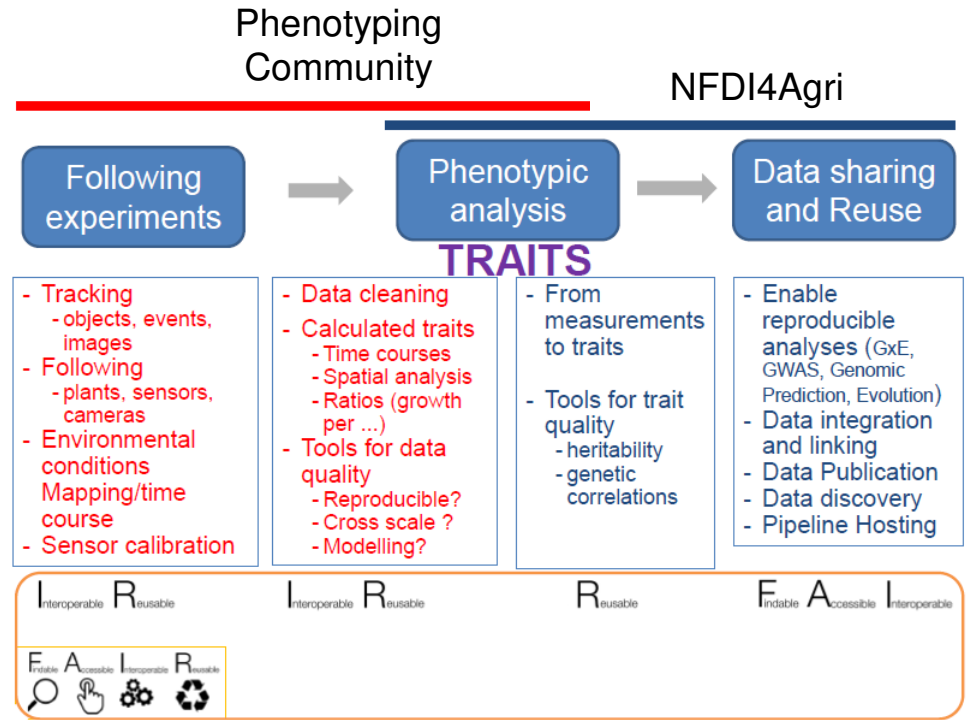 Phenotyping
Community
NFDI4Agri
Following
experiments
Phenotypic
analysis
Data sharing
and Reuse
TRAITS
- Tracking
- objects, events,
images
- Following
- plants, sensors,
cameras
- Environmental
conditions
Mapping/time
course
- Sensor calibration
- Data cleaning
- Calculated traits
- Time courses
- Spatial analysis
- Ratios (growth
per ...)
- Tools for data
quality
- Reproducible?
- Cross scale ?
- Modelling?
- From
measurements
to traits
- Tools for trait
quality
- heritability
- genetic
correlations
- Enable
reproducible
analyses (GxE,
GWAS, Genomic
Prediction, Evolution)
- Data integration
and linking
- Data Publication
- Data discovery
- Pipeline Hosting
Interoperable Reusable
Interoperable Reusable
Reusable
Findable Accessible Interoperable
Findable Accessible Interoperable Reusable